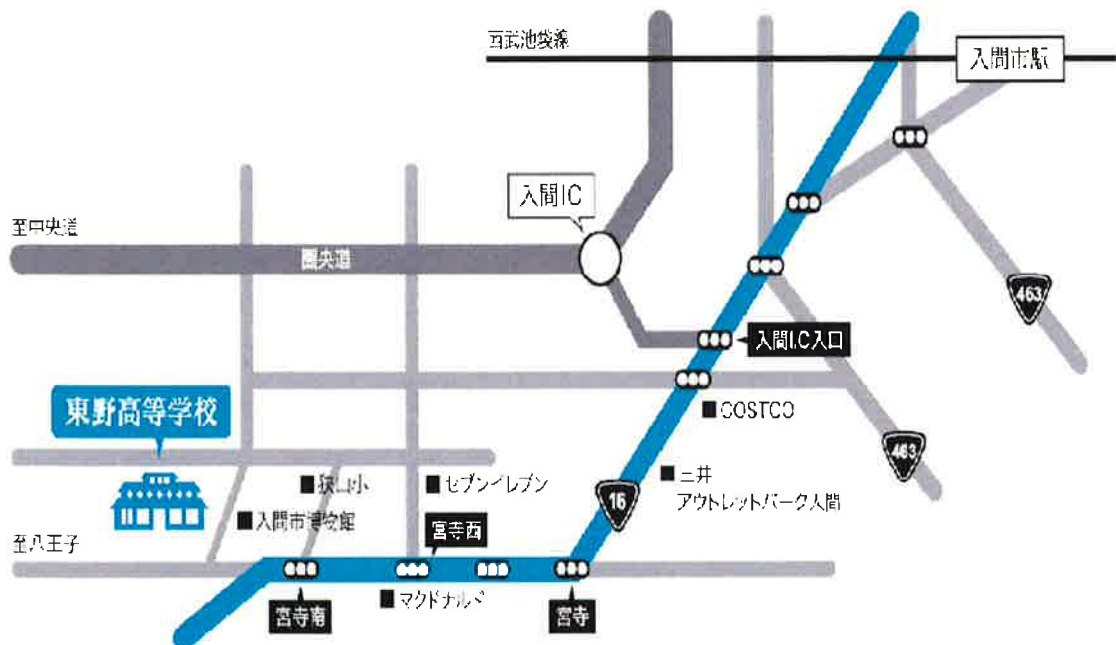 西武池袋線
入間市駅
入間IC
至中央道
圏央道
463
入間I.C入口
COSTCO
東野高等学校
463
三井
アウトレットパーク入間
16
狭山小
セブンイレブン
入間市博物館
宮寺西
至八王子
マクドナルド
宮寺南
宮寺